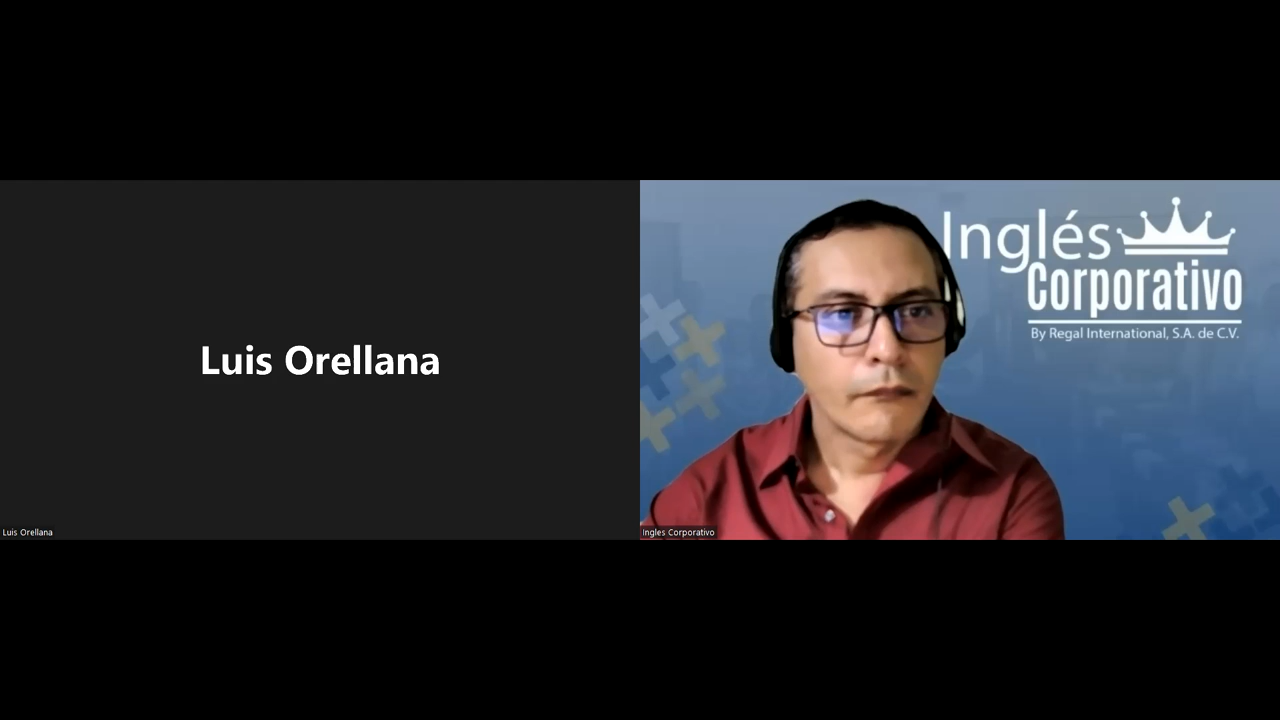 Luis Orellana
Luis Orellana
Inglés
Corporativo
By Regal International, S.A. de C.V.
Ingles Corporativo